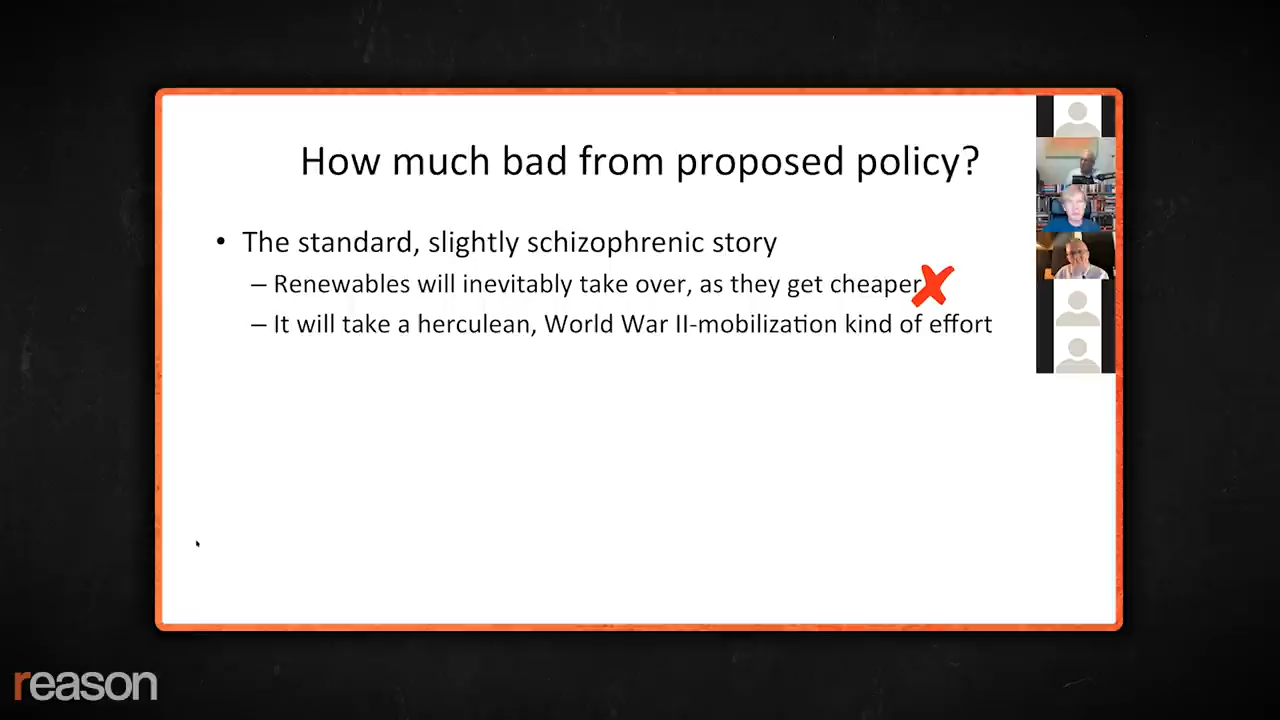 How much bad from proposed policy?
• The standard, slightly schizophrenic story
– Renewables will inevitably take over, as they get cheaper
– It will take a herculean, World War II-mobilization kind of effort
reason